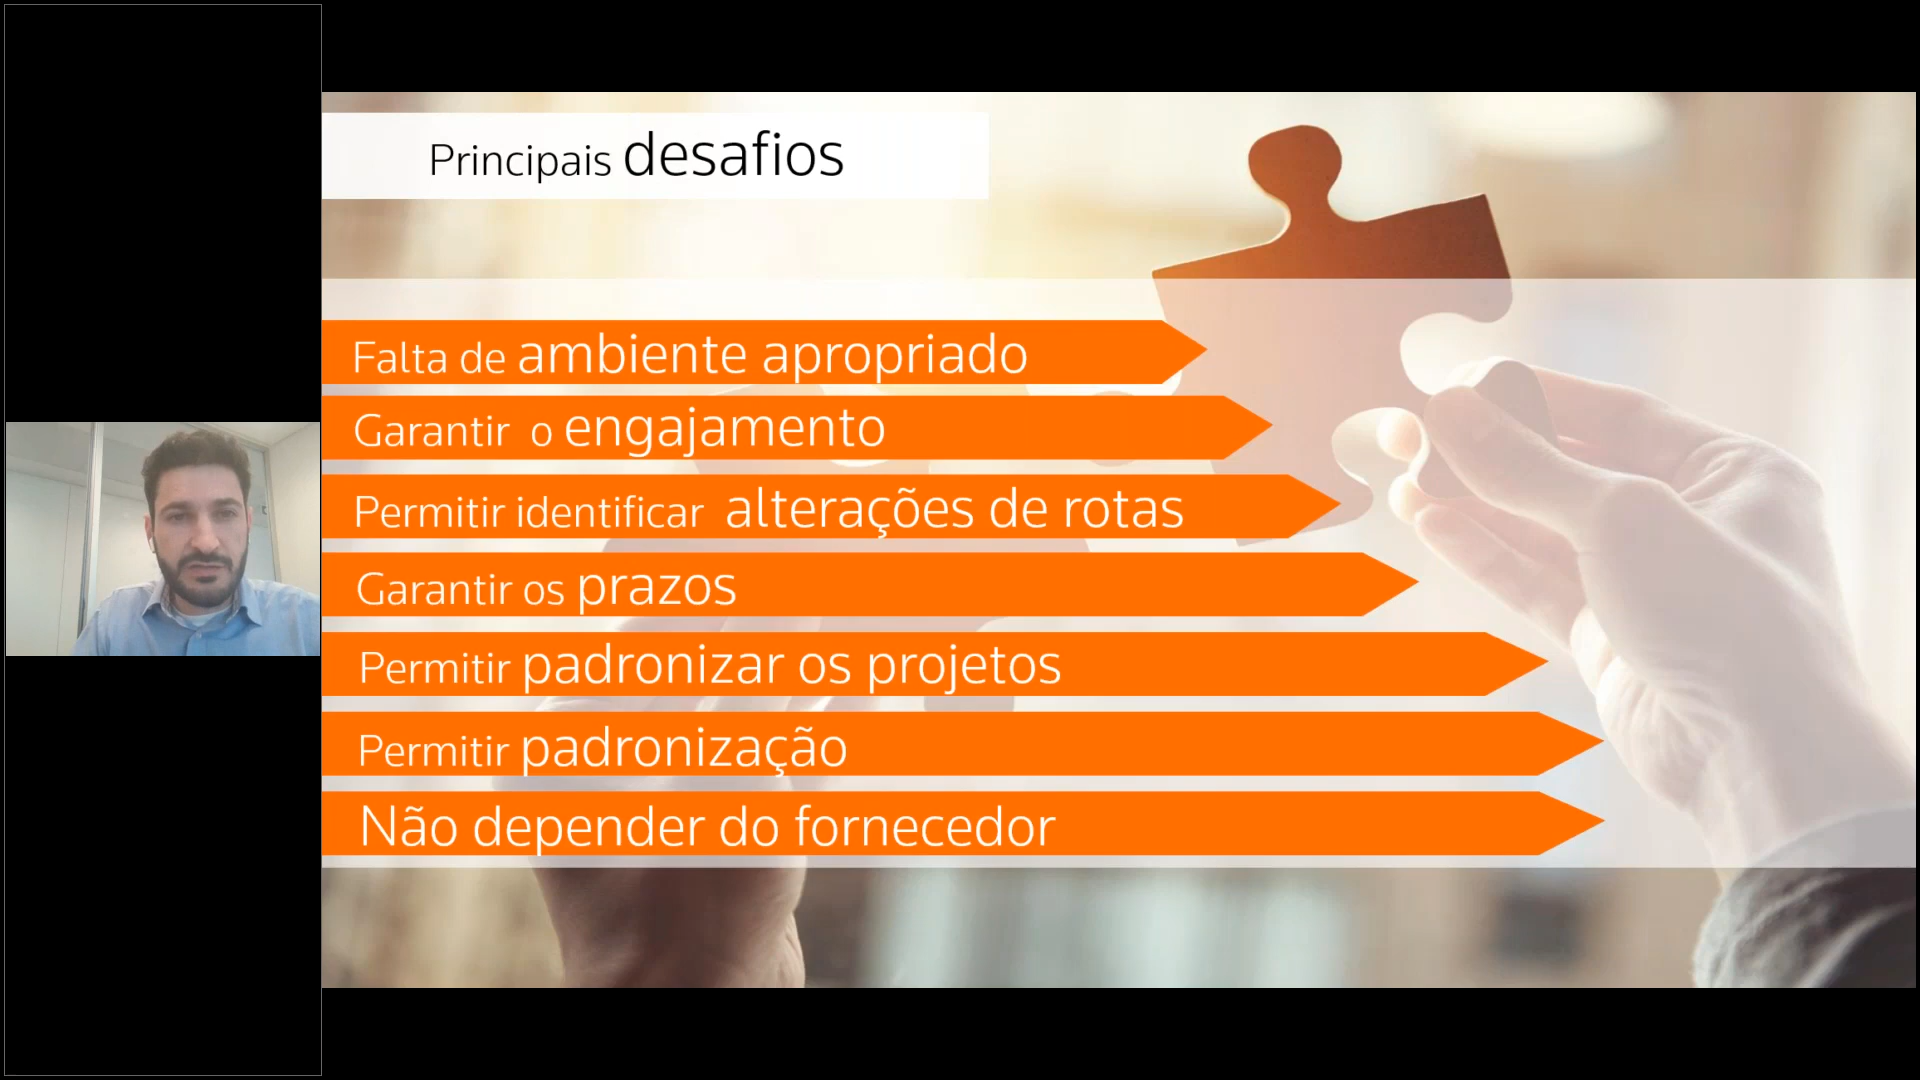 Principais desafios
Falta de ambiente apropriado
Garantir o engajamento
Permitir identificar alterações de rotas
Garantir os prazos
Permitir padronizar os projetos
Permitir padronização
Não depender do fornecedor